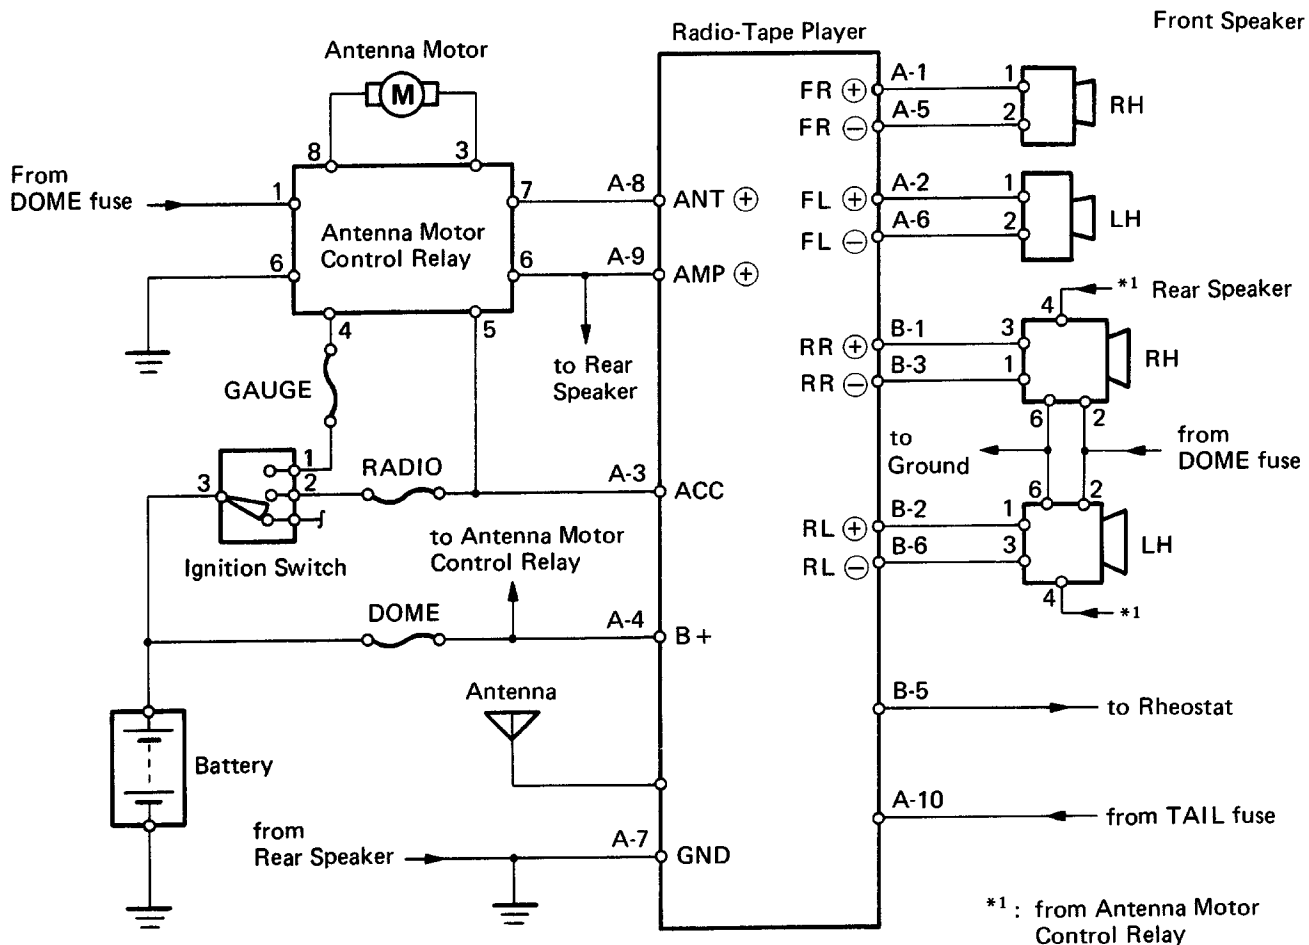 Front Speaker
Radio-Tape Player
Antenna Motor
M
8
3
From
DOME fuse
1
7
A-8
ANT ⊕
Antenna Motor
Control Relay
6
6
A-9
AMP ⊕
4
5
to Rear
Speaker
GAUGE
3
1
2
RADIO
A-3
ACC
Ignition Switch
to Antenna Motor
Control Relay
DOME
A-4
B +
Antenna
Battery
from
Rear Speaker
A-7
GND
FR ⊕
A-1
1
RH
FR ⊖
A-5
2
FL ⊕
A-2
1
LH
FL ⊖
A-6
2
*1 Rear Speaker
4
RR ⊕
B-1
3
RH
RR ⊖
B-3
1
6
2
to
Ground
from
DOME fuse
6
2
RL ⊕
B-2
1
LH
RL ⊖
B-6
3
4
*1
B-5
to Rheostat
A-10
from TAIL fuse
*1 : from Antenna Motor
Control Relay